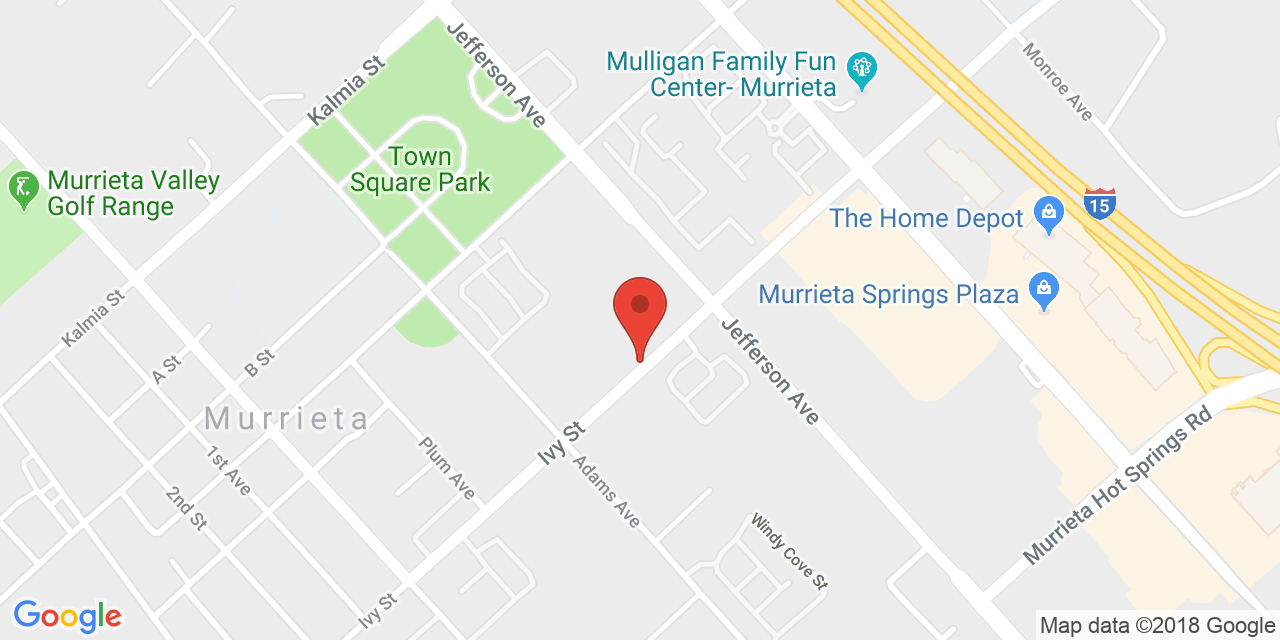 Jefferson Ave
Kalmia St
Mulligan Family Fun
Center- Murrieta
Monroe Ave
Town
Square Park
Murrieta Valley
Golf Range
15
The Home Depot
Murrieta Springs Plaza
Kalmia St
A St
B St
Jefferson Ave
Murrieta
Ivy St
1st Ave
2nd St
Plum Ave
Adams Ave
Murrieta Hot Springs Rd
Windy Cove St
Ivy St
Google
Map data ©2018 Google